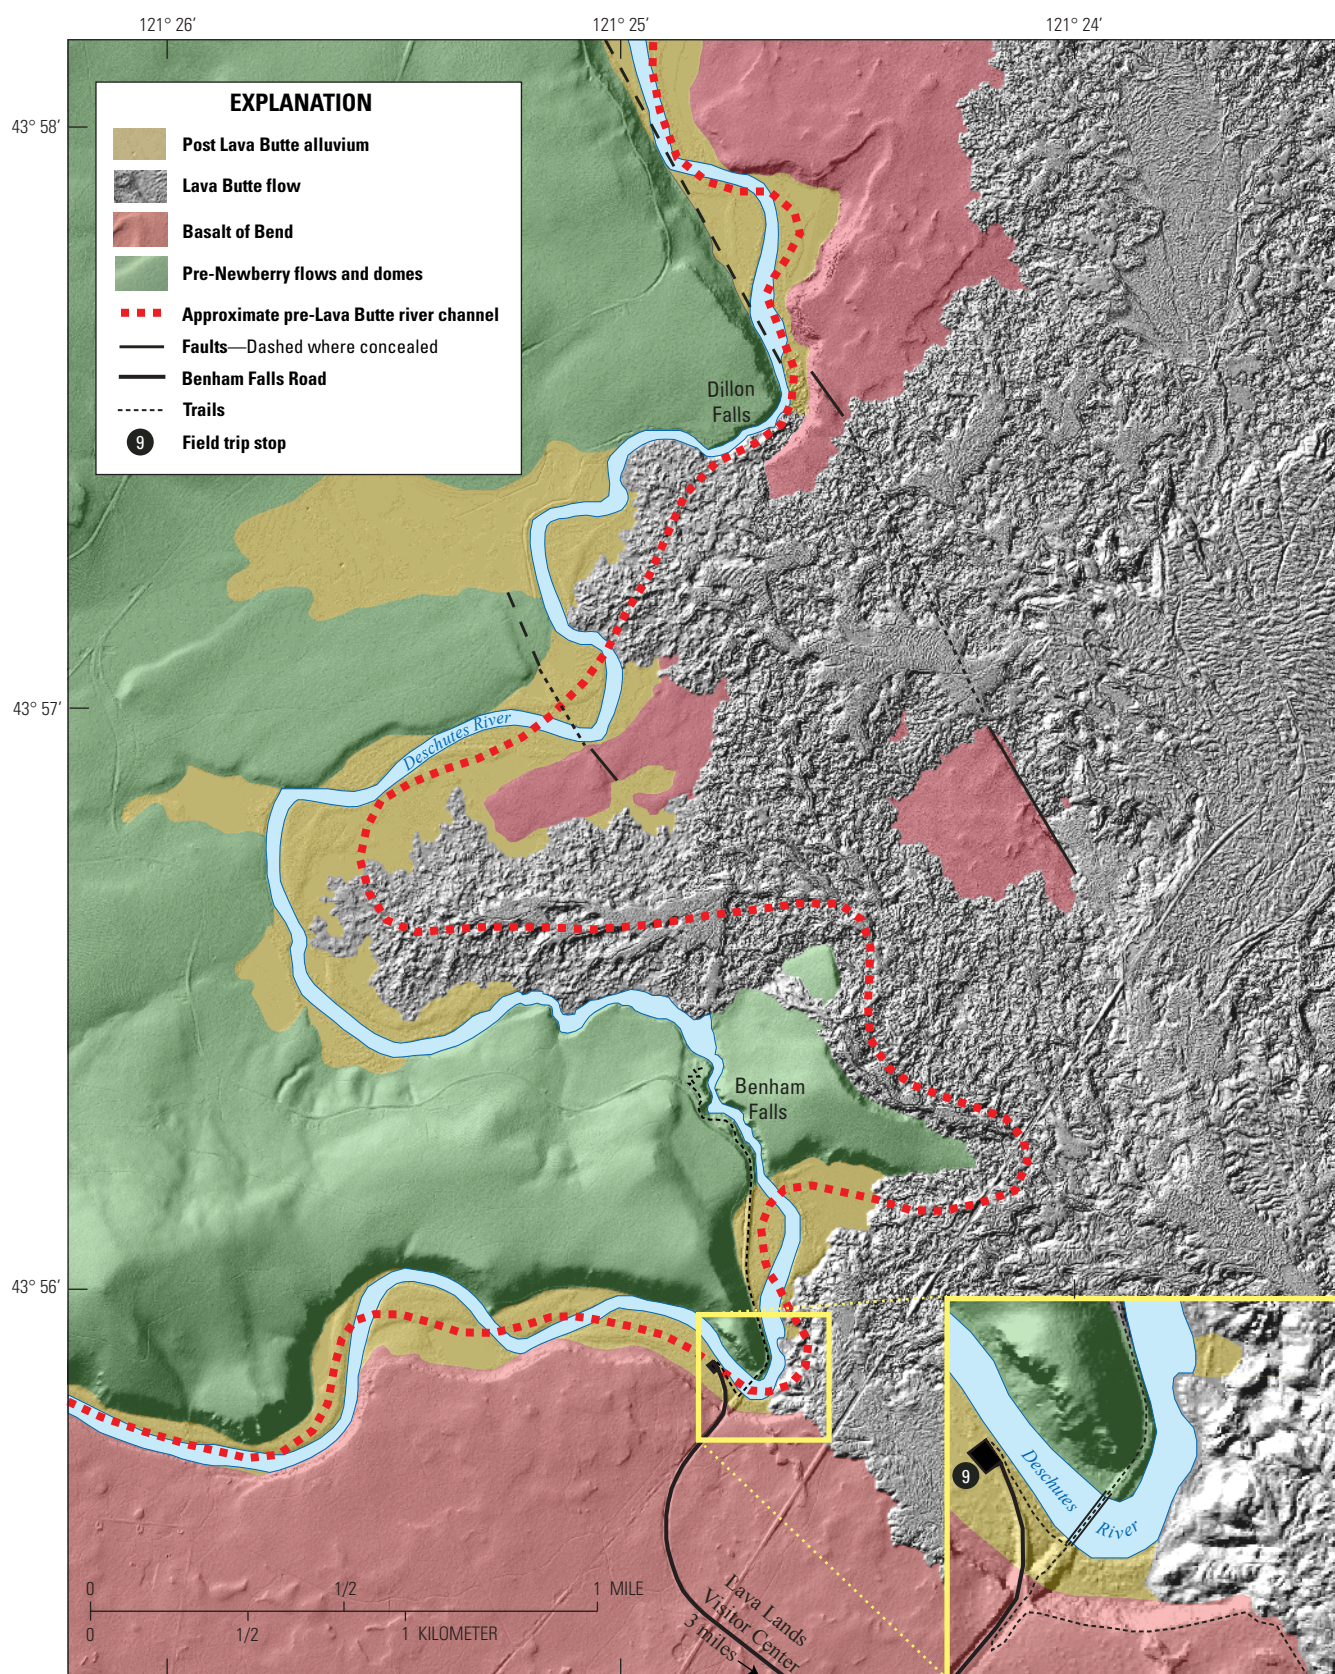 121° 26′
121° 25′
121° 24′
43° 58′
43° 57′
43° 56′
EXPLANATION
Post Lava Butte alluvium
Lava Butte flow
Basalt of Bend
Pre-Newberry flows and domes
Approximate pre-Lava Butte river channel
Faults—Dashed where concealed
Benham Falls Road
Trails
9 Field trip stop
Dillon
Falls
Deschutes River
Benham
Falls
9
Deschutes
River
Lava Lands
Visitor Center
3 miles
0 1/2 1 MILE
0 1/2 1 KILOMETER